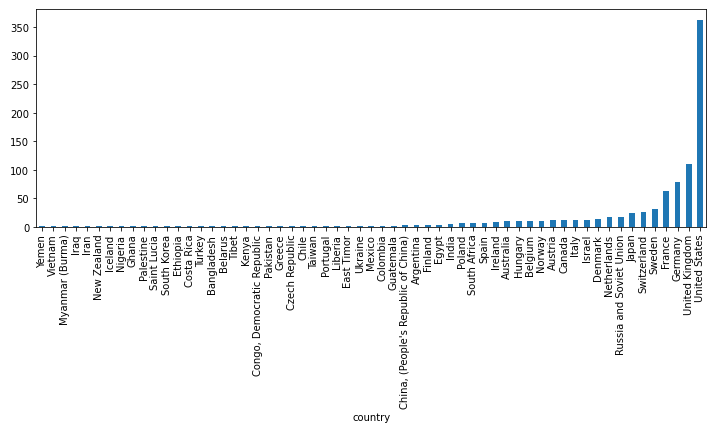 350
300
250
200
150
100
50
0
Yemen
Vietnam
Myanmar (Burma)
Iraq
Iran
New Zealand
Iceland
Nigeria
Ghana
Palestine
Saint Lucia
South Korea
Ethiopia
Costa Rica
Turkey
Bangladesh
Belarus
Tibet
Kenya
Congo, Democratic Republic
Pakistan
Greece
Czech Republic
Chile
Taiwan
Portugal
Liberia
East Timor
Ukraine
Mexico
Colombia
Guatemala
China, (People's Republic of China)
Argentina
Finland
Egypt
India
Poland
South Africa
Spain
Ireland
Australia
Hungary
Belgium
Norway
Austria
Canada
Italy
Israel
Denmark
Netherlands
Russia and Soviet Union
Japan
Switzerland
Sweden
France
Germany
United Kingdom
United States
country